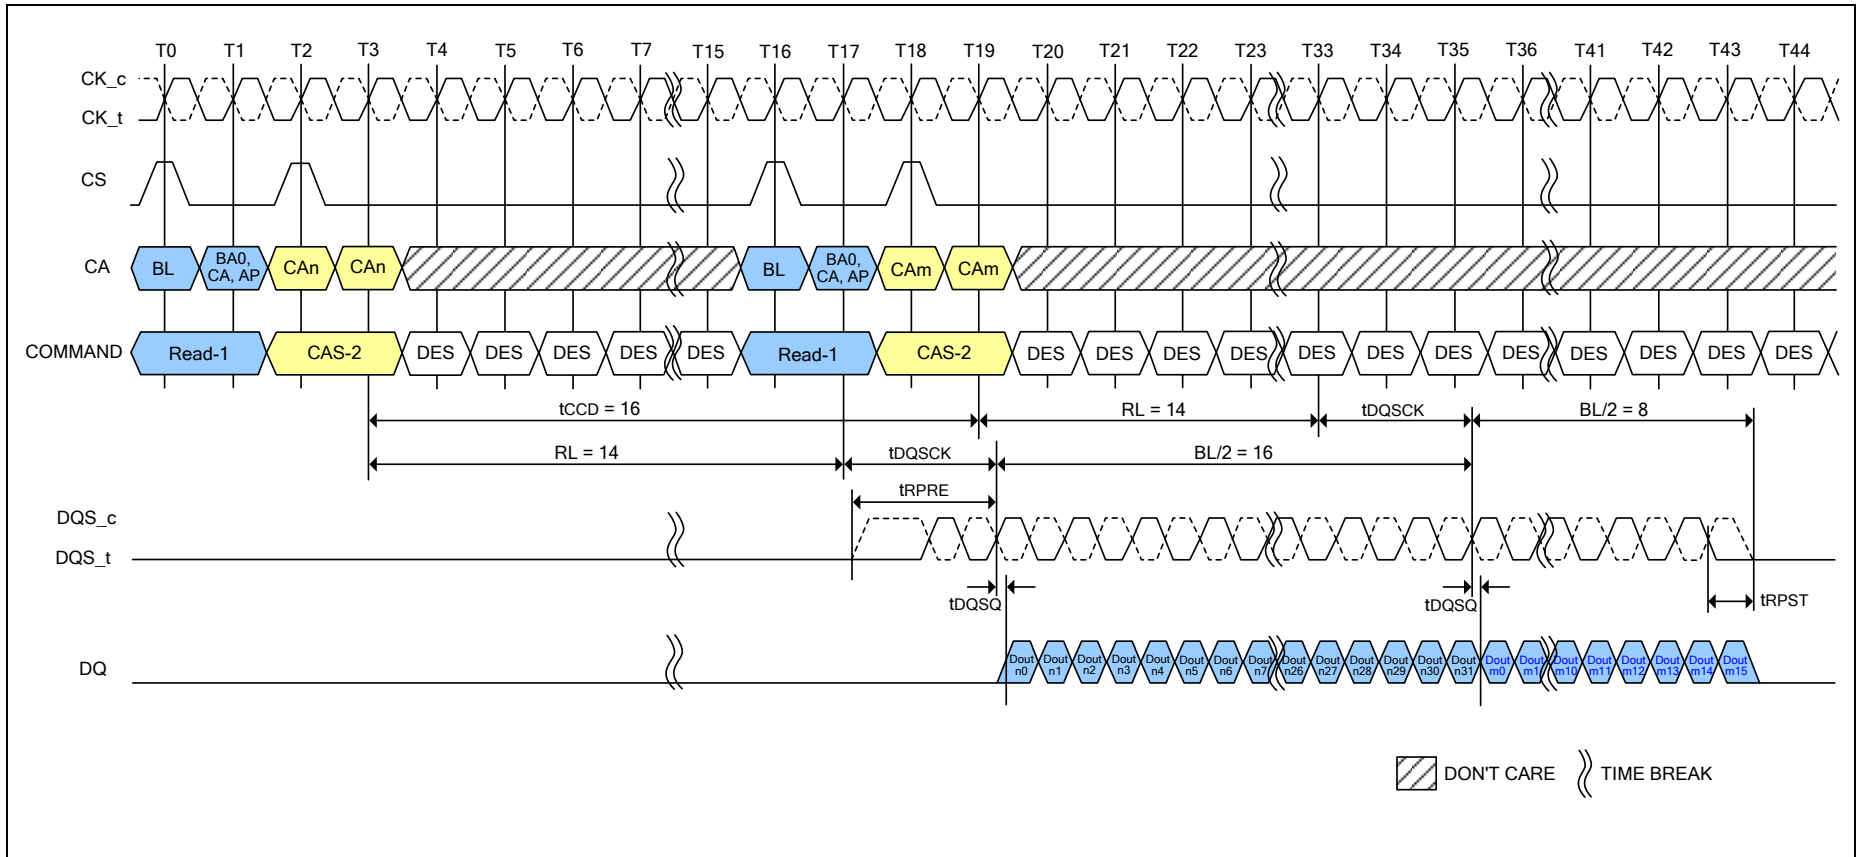 T0 T1 T2 T3 T4 T5 T6 T7 T15 T16 T17 T18 T19 T20 T21 T22 T23 T33 T34 T35 T36 T41 T42 T43 T44
CK_c
CK_t
CS
CA BL BA0, CA, AP CAn CAn BL BA0, CA, AP CAm CAm
COMMAND Read-1 CAS-2 DES DES DES DES DES Read-1 CAS-2 DES DES DES DES DES DES DES DES DES DES DES DES
tCCD = 16 RL = 14 tDQSCK BL/2 = 8
RL = 14 tDQSCK BL/2 = 16
tRPRE
DQS_c
DQS_t
tDQSQ tDQSQ tRPST
DQ Dout n0 Dout n1 Dout n2 Dout n3 Dout n4 Dout n5 Dout n6 Dout n7 Dout n26 Dout n27 Dout n28 Dout n29 Dout n30 Dout n31 Dout m0 Dout m1 Dout m10 Dout m11 Dout m12 Dout m13 Dout m14 Dout m15
DON'T CARE TIME BREAK